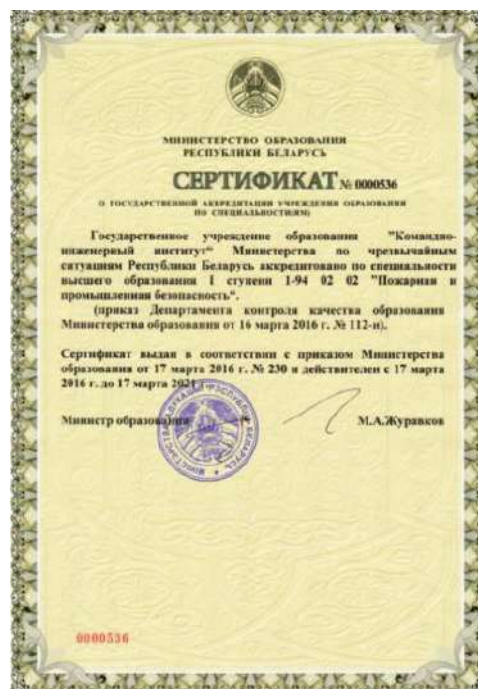 МИНИСТЕРСТВО ОБРАЗОВАНИЯ
РЕСПУБЛИКИ БЕЛАРУСЬ
СЕРТИФИКАТ № 0000536
О ГОСУДАРСТВЕННОЙ АККРЕДИТАЦИИ УЧРЕЖДЕНИЯ ОБРАЗОВАНИЯ
ПО СПЕЦИАЛЬНОСТИ(ЯМ)
Государственное учреждение образования "Командно-
инженерный институт" Министерства по чрезвычайным
ситуациям Республики Беларусь аккредитовано по специальности
высшего образования I ступени 1-94 02 02 "Пожарная и
промышленная безопасность".
(приказ Департамента контроля качества образования
Министерства образования от 16 марта 2016 г. № 112-и).
Сертификат выдан в соответствии с приказом Министерства
образования от 17 марта 2016 г. № 230 и действителен с 17 марта
2016 г. до 17 марта 2021
Министр образования М.А.Журавков
0000536